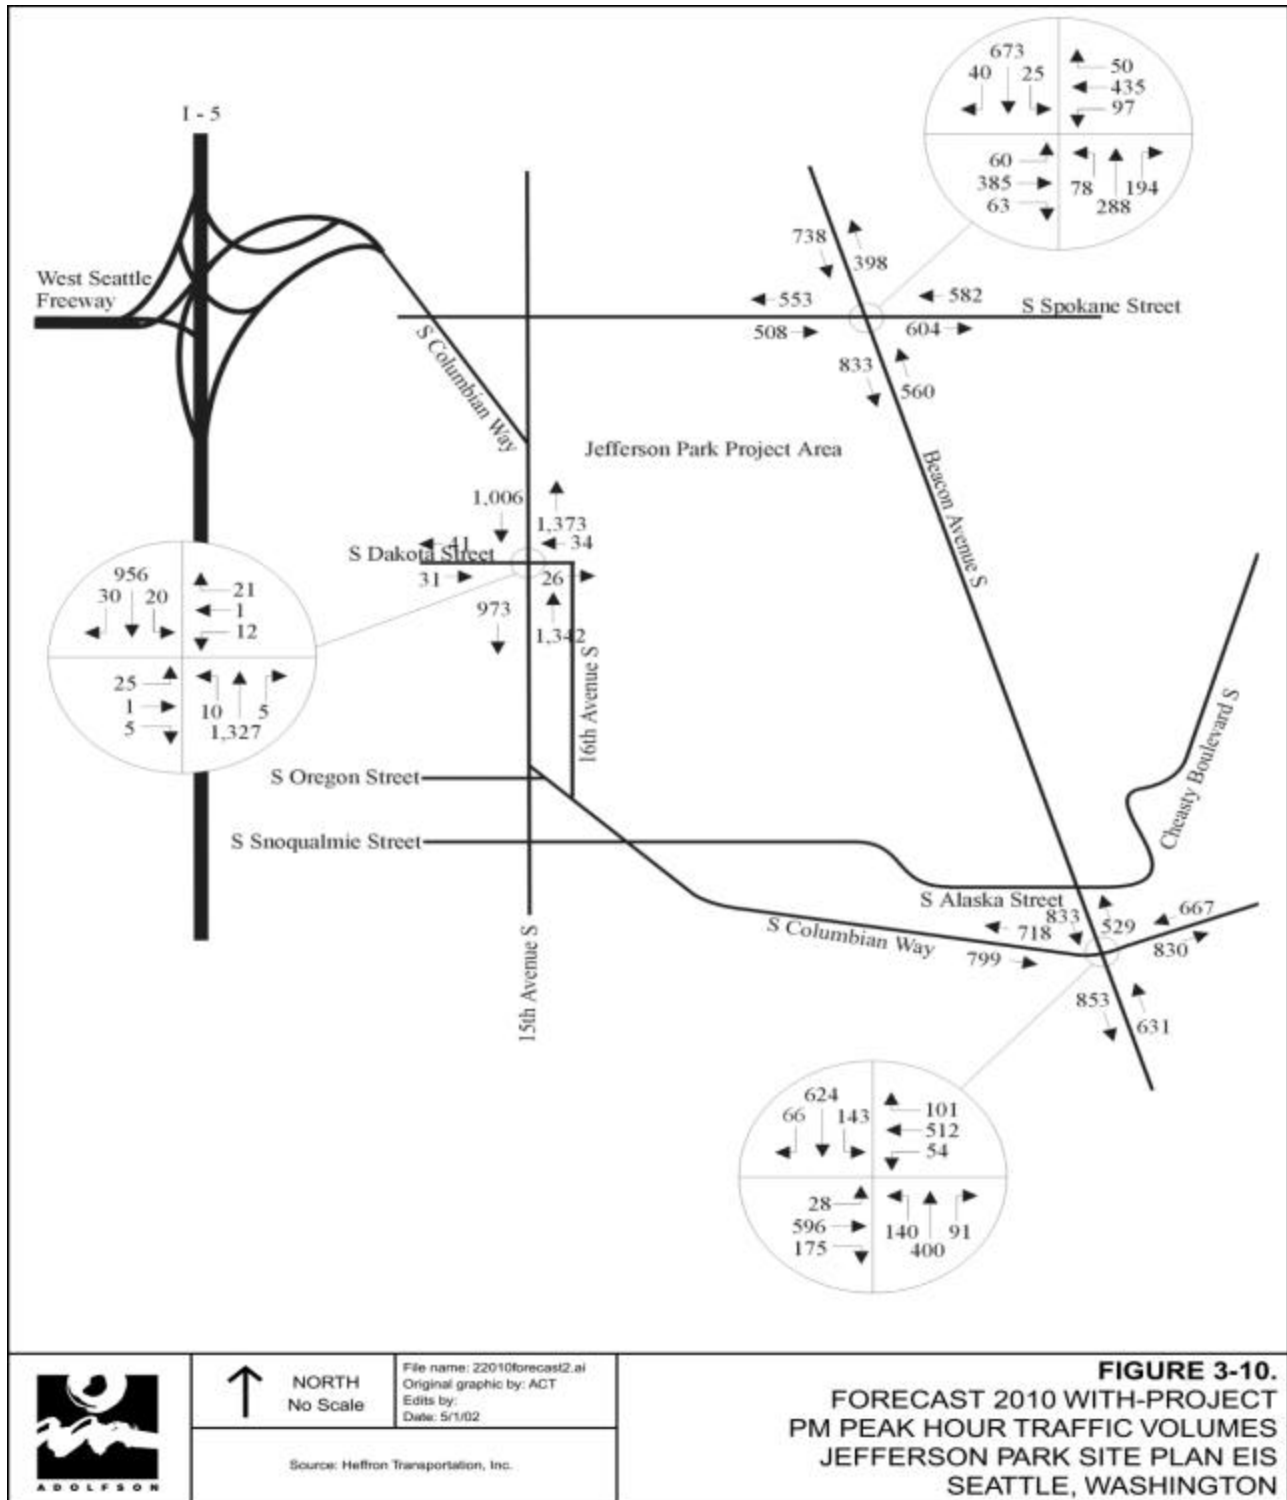 673
40 25
50
435
97
60
385
63
78 194
288
I - 5
West Seattle
Freeway
738
398
553
582
S Spokane Street
508
604
833
560
S Columbian Way
Jefferson Park Project Area
Beacon Avenue S
1,006
1,373
41
34
S Dakota Street
31
26
973
1,342
956
30 20
21
1
12
25
1
5
10 5
1,327
16th Avenue S
S Oregon Street
S Snoqualmie Street
Cheasty Boulevard S
S Alaska Street
S Columbian Way
15th Avenue S
718
833
529
667
799
830
853
631
624
66 143
101
512
54
28
596
175
140 91
400
ADOLFSON
NORTH
No Scale
File name: 22010forecast2.ai
Original graphic by: ACT
Edits by:
Date: 5/1/02
Source: Heffron Transportation, Inc.
FIGURE 3-10.
FORECAST 2010 WITH-PROJECT
PM PEAK HOUR TRAFFIC VOLUMES
JEFFERSON PARK SITE PLAN EIS
SEATTLE, WASHINGTON